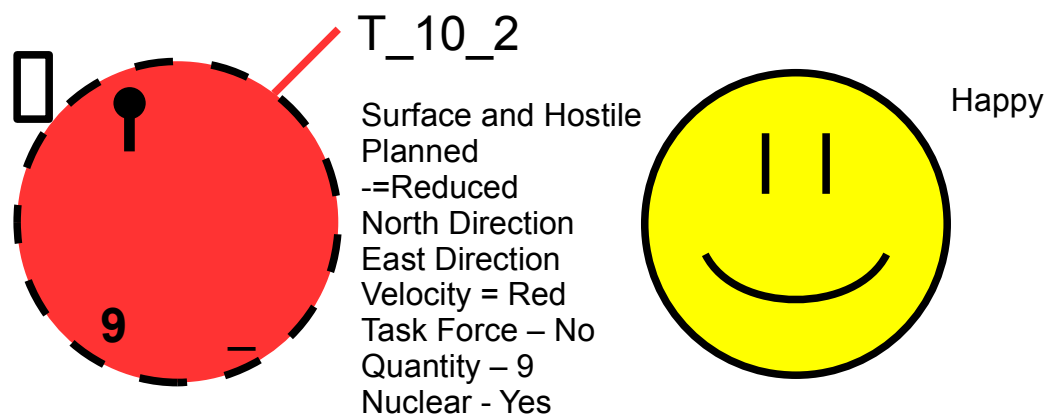 T_10_2
Surface and Hostile
Planned
-=Reduced
North Direction
East Direction
Velocity = Red
Task Force – No
Quantity – 9
Nuclear - Yes
9
_
Happy